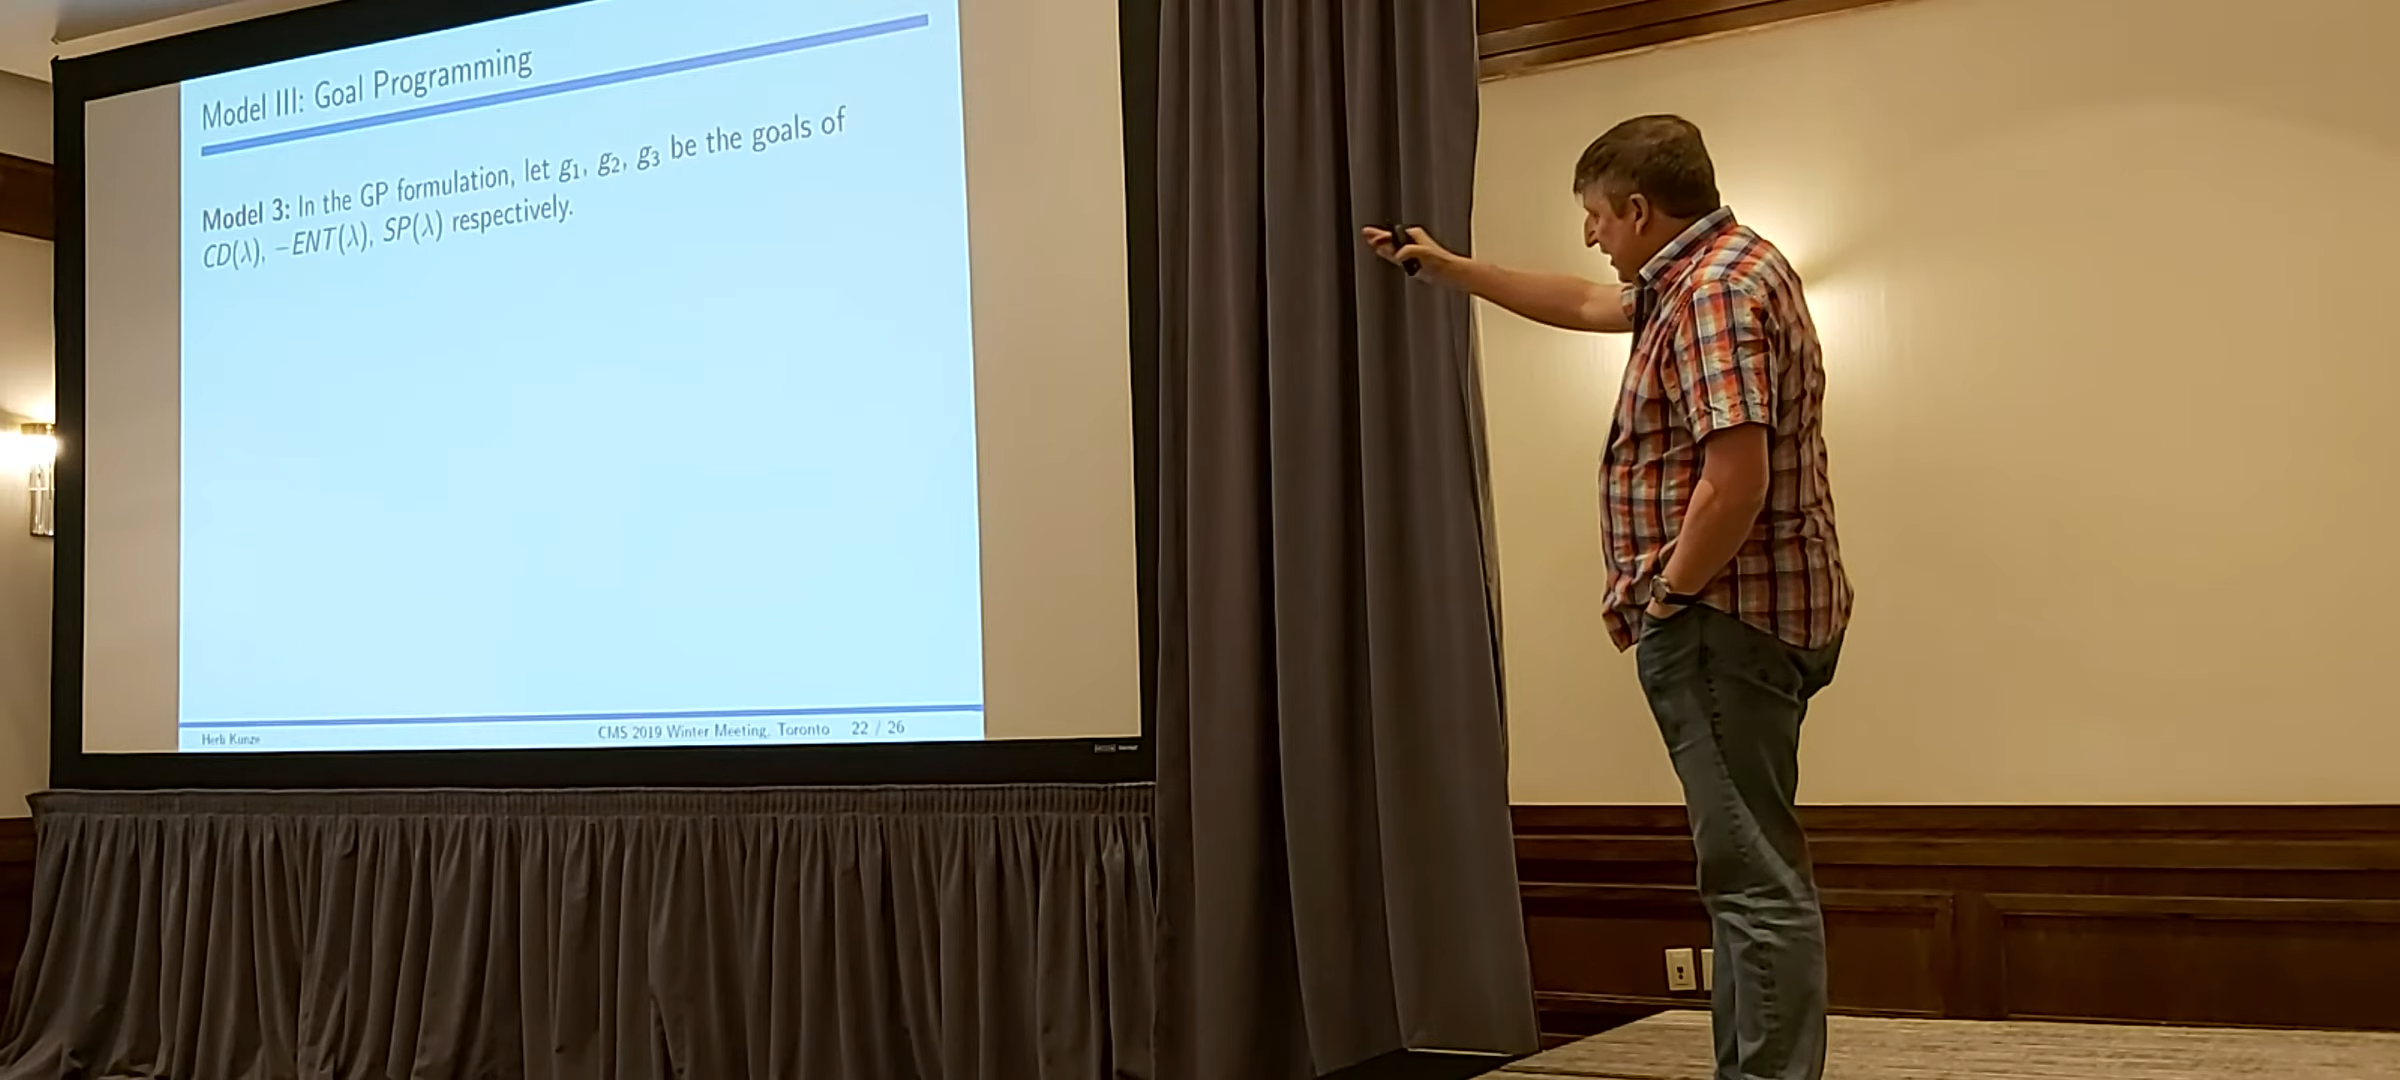 Model III: Goal Programming
Model 3: In the GP formulation, let g₁, g₂, g₃ be the goals of
CD(λ), −ENT(λ), SP(λ) respectively.
Herb Kunze
CMS 2019 Winter Meeting, Toronto 22 / 26